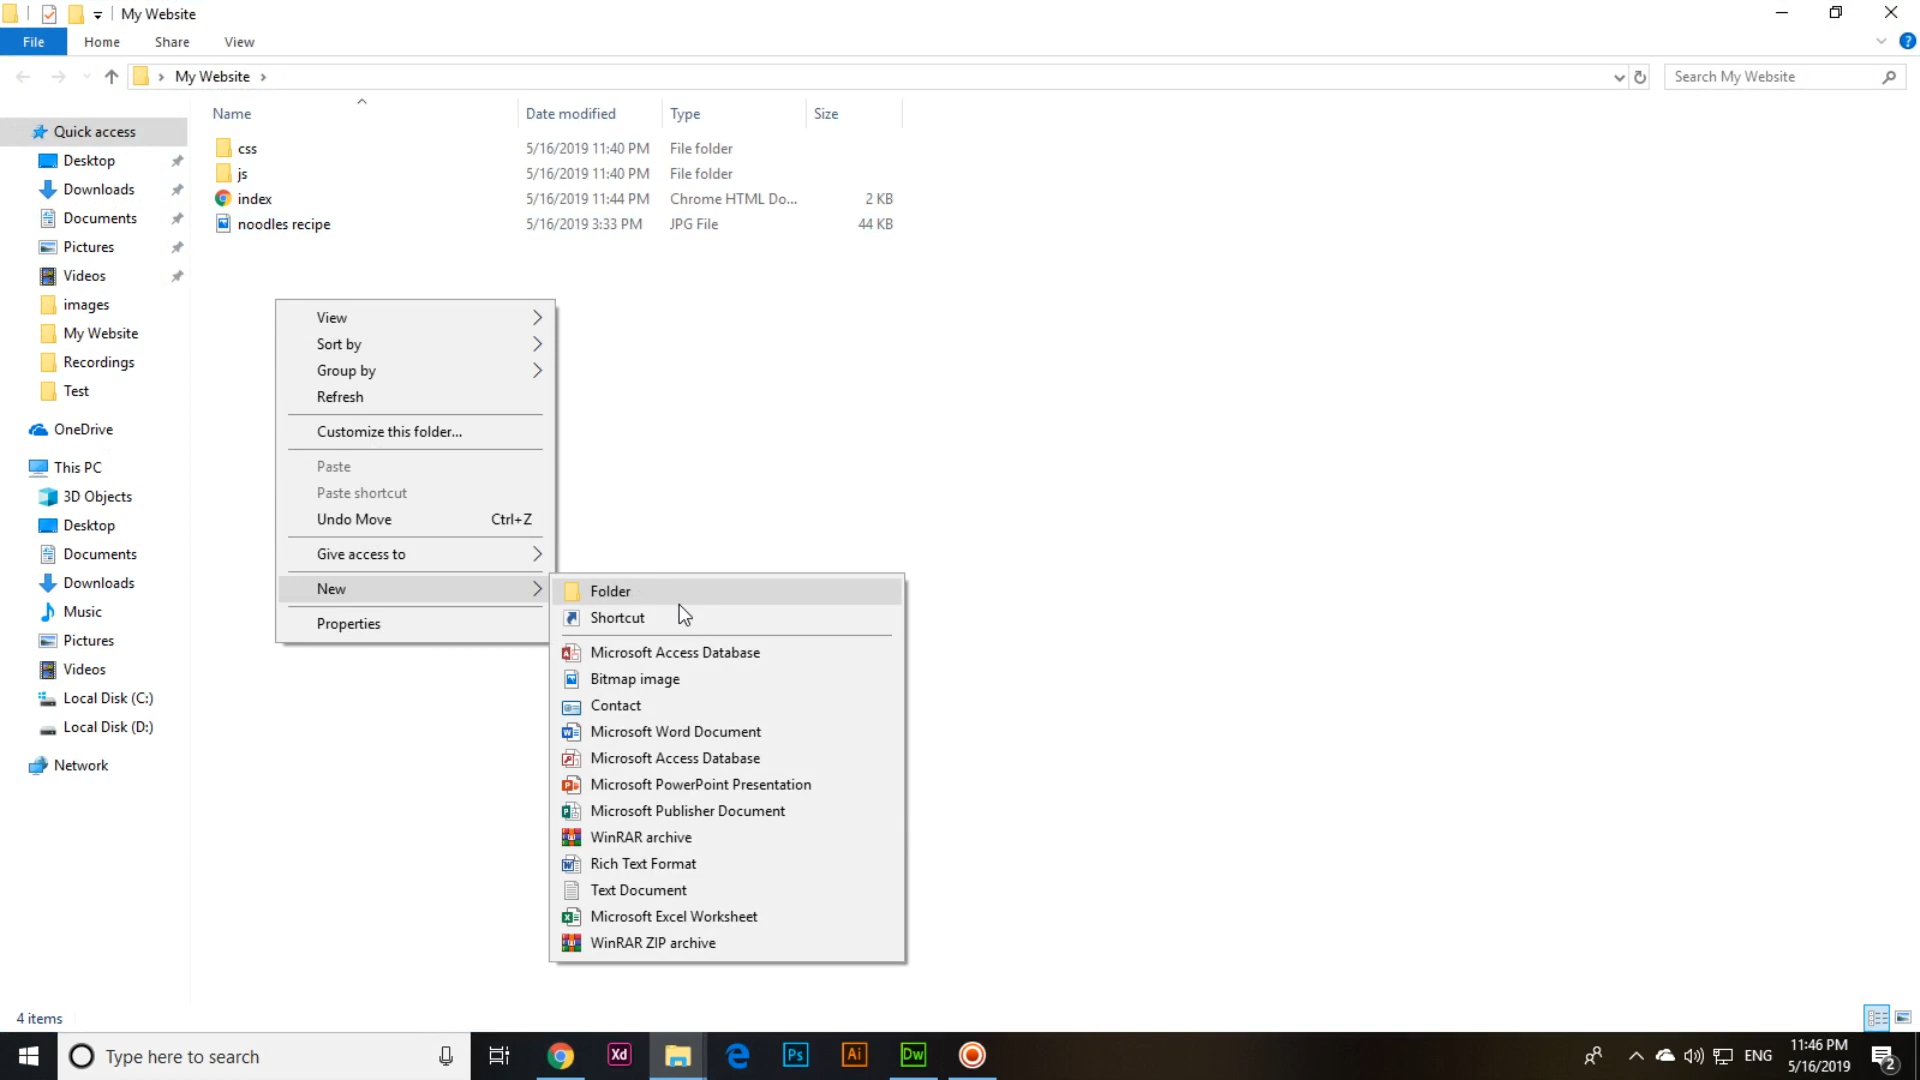 My Website
File Home Share View
My Website
Search My Website
Name Date modified Type Size
css 5/16/2019 11:40 PM File folder
js 5/16/2019 11:40 PM File folder
index 5/16/2019 11:44 PM Chrome HTML Do... 2 KB
noodles recipe 5/16/2019 3:33 PM JPG File 44 KB
Quick access
Desktop
Downloads
Documents
Pictures
Videos
images
My Website
Recordings
Test
OneDrive
This PC
3D Objects
Desktop
Documents
Downloads
Music
Pictures
Videos
Local Disk (C:)
Local Disk (D:)
Network
View
Sort by
Group by
Refresh
Customize this folder...
Paste
Paste shortcut
Undo Move Ctrl+Z
Give access to
New
Properties
Folder
Shortcut
Microsoft Access Database
Bitmap image
Contact
Microsoft Word Document
Microsoft Access Database
Microsoft PowerPoint Presentation
Microsoft Publisher Document
WinRAR archive
Rich Text Format
Text Document
Microsoft Excel Worksheet
WinRAR ZIP archive
4 items
Type here to search
Xd
Ps
Ai
Dw
ENG
11:46 PM
5/16/2019
2